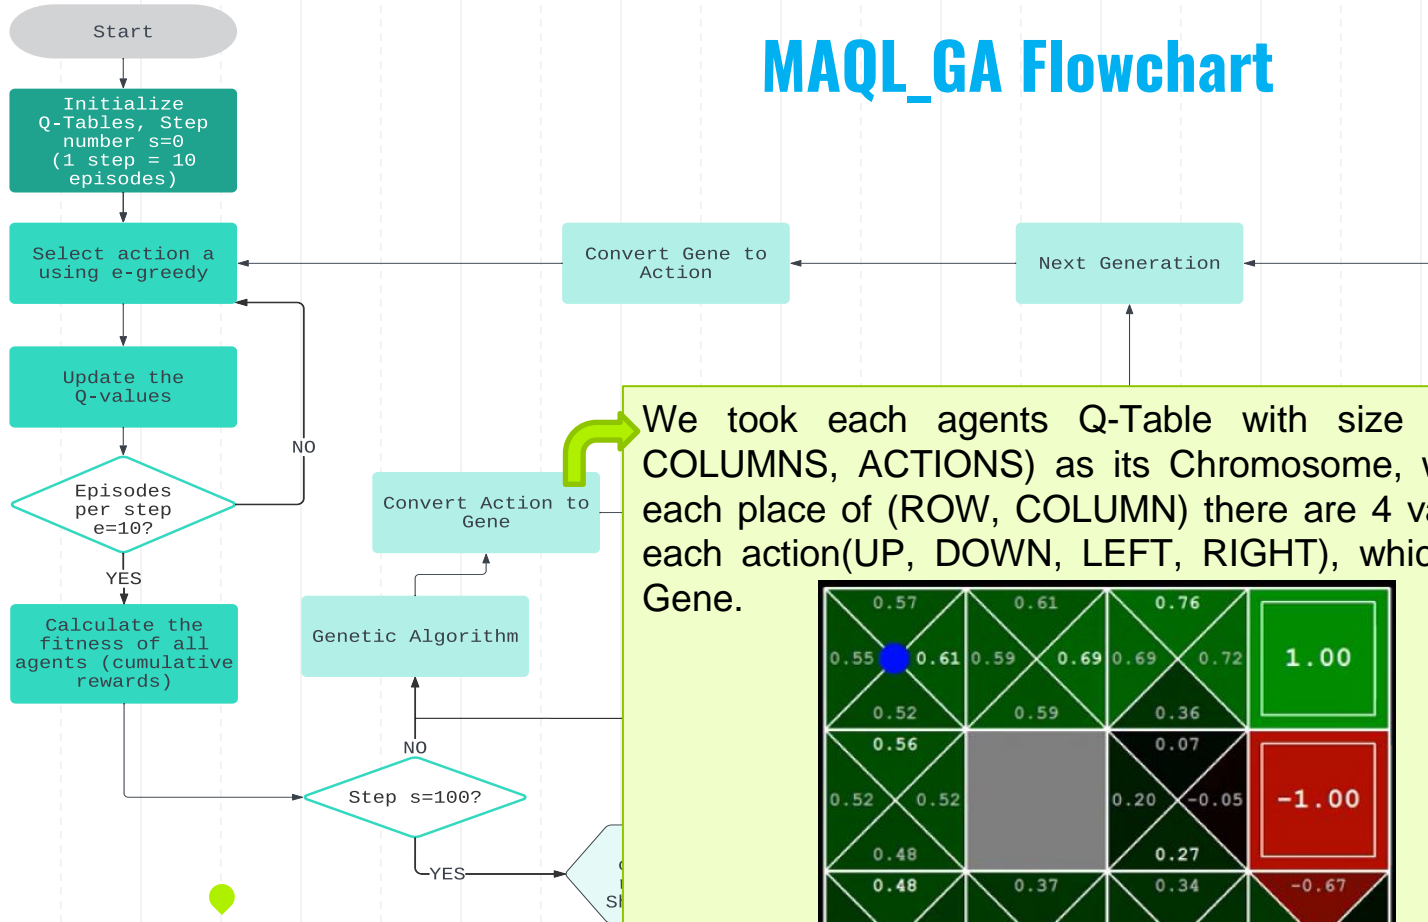 Start
MAQL_GA Flowchart
Initialize
Q-Tables, Step
number s=0
(1 step = 10
episodes)
Select action a
using e-greedy
Convert Gene to
Action
Next Generation
Update the
Q-values
NO
Episodes
per step
e=10?
YES
Convert Action to
Gene
We took each agents Q-Table with size
COLUMNS, ACTIONS) as its Chromosome,
each place of (ROW, COLUMN) there are 4
each action(UP, DOWN, LEFT, RIGHT),
Gene.
Calculate the
fitness of all
agents (cumulative
rewards)
Genetic Algorithm
NO
Step s=100?
YES
0.57 0.61 0.76
0.55 0.61 0.59 0.69 0.69 0.72 1.00
0.52 0.59 0.36
0.56 0.07
0.52 0.52 0.20 -0.05 -1.00
0.48 0.27
0.48 0.37 0.34 -0.67